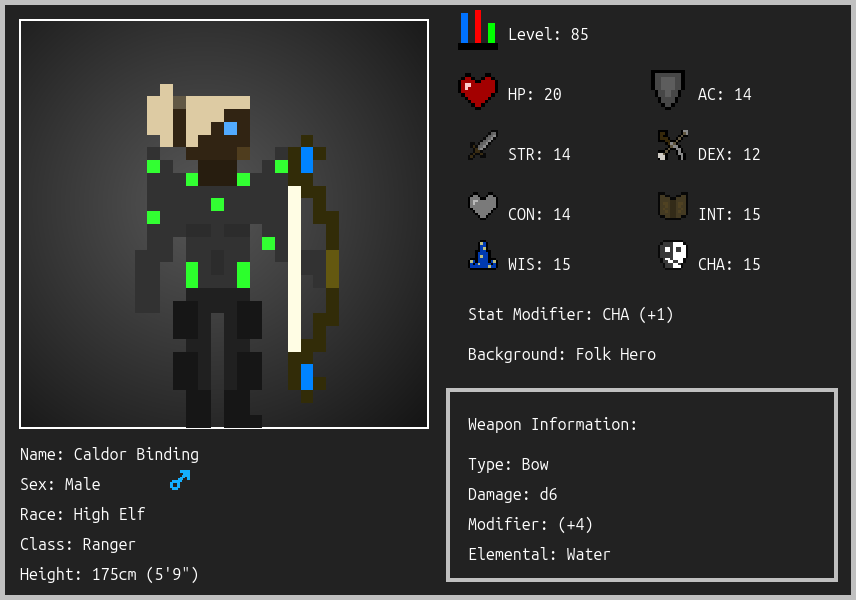 Level: 85
HP: 20
AC: 14
STR: 14
DEX: 12
CON: 14
INT: 15
WIS: 15
CHA: 15
Stat Modifier: CHA (+1)
Background: Folk Hero
Name: Caldor Binding
Sex: Male
Race: High Elf
Class: Ranger
Height: 175cm (5'9")
Weapon Information:
Type: Bow
Damage: d6
Modifier: (+4)
Elemental: Water